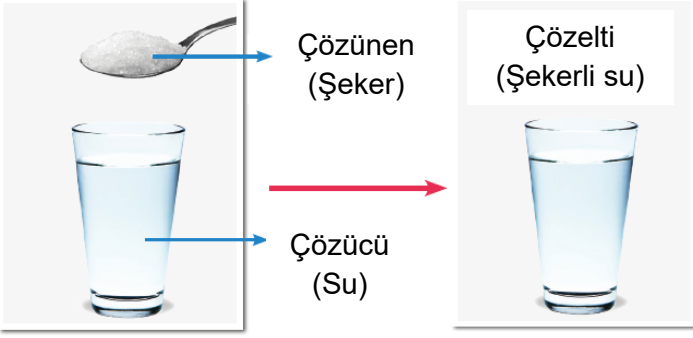 Çözünen
(Şeker)
Çözücü
(Su)
Çözelti
(Şekerli su)